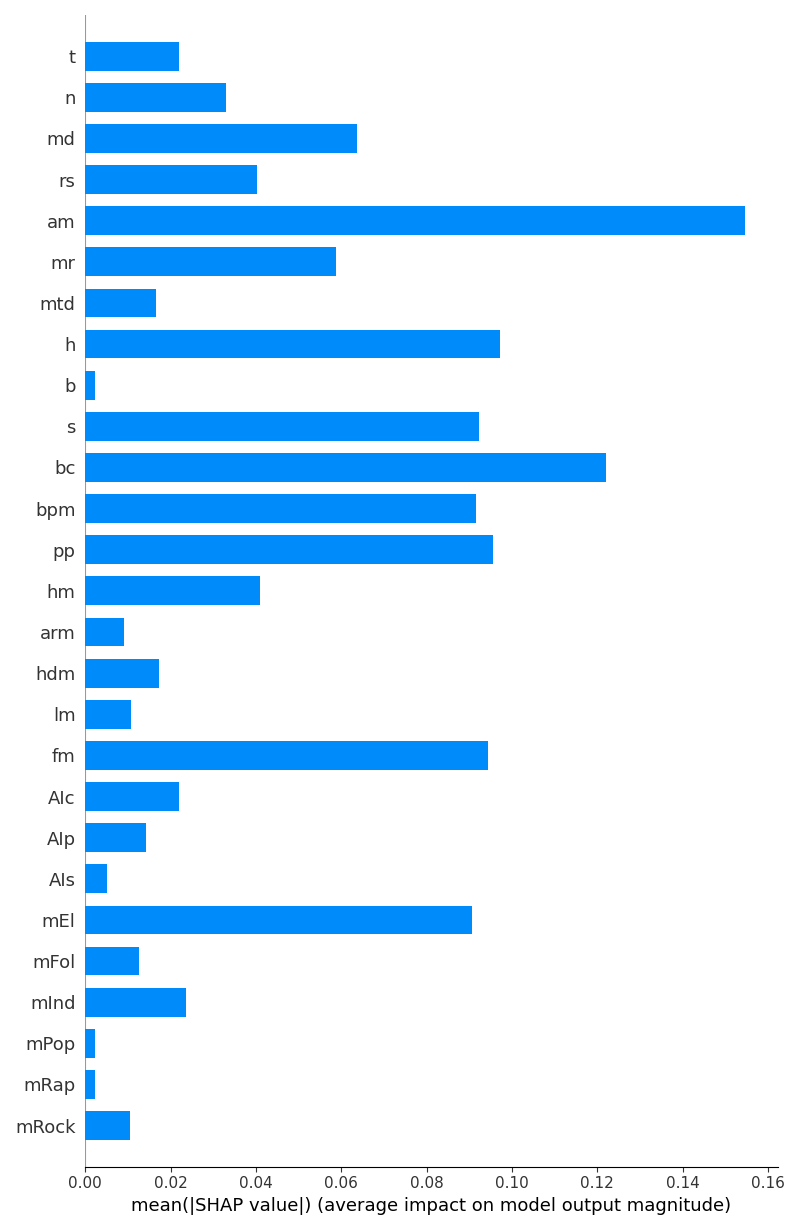 t
n
md
rs
am
mr
mtd
h
b
s
bc
bpm
pp
hm
arm
hdm
lm
fm
AIc
AIp
AIs
mEl
mFol
mInd
mPop
mRap
mRock
0.00 0.02 0.04 0.06 0.08 0.10 0.12 0.14 0.16
mean(|SHAP value|) (average impact on model output magnitude)